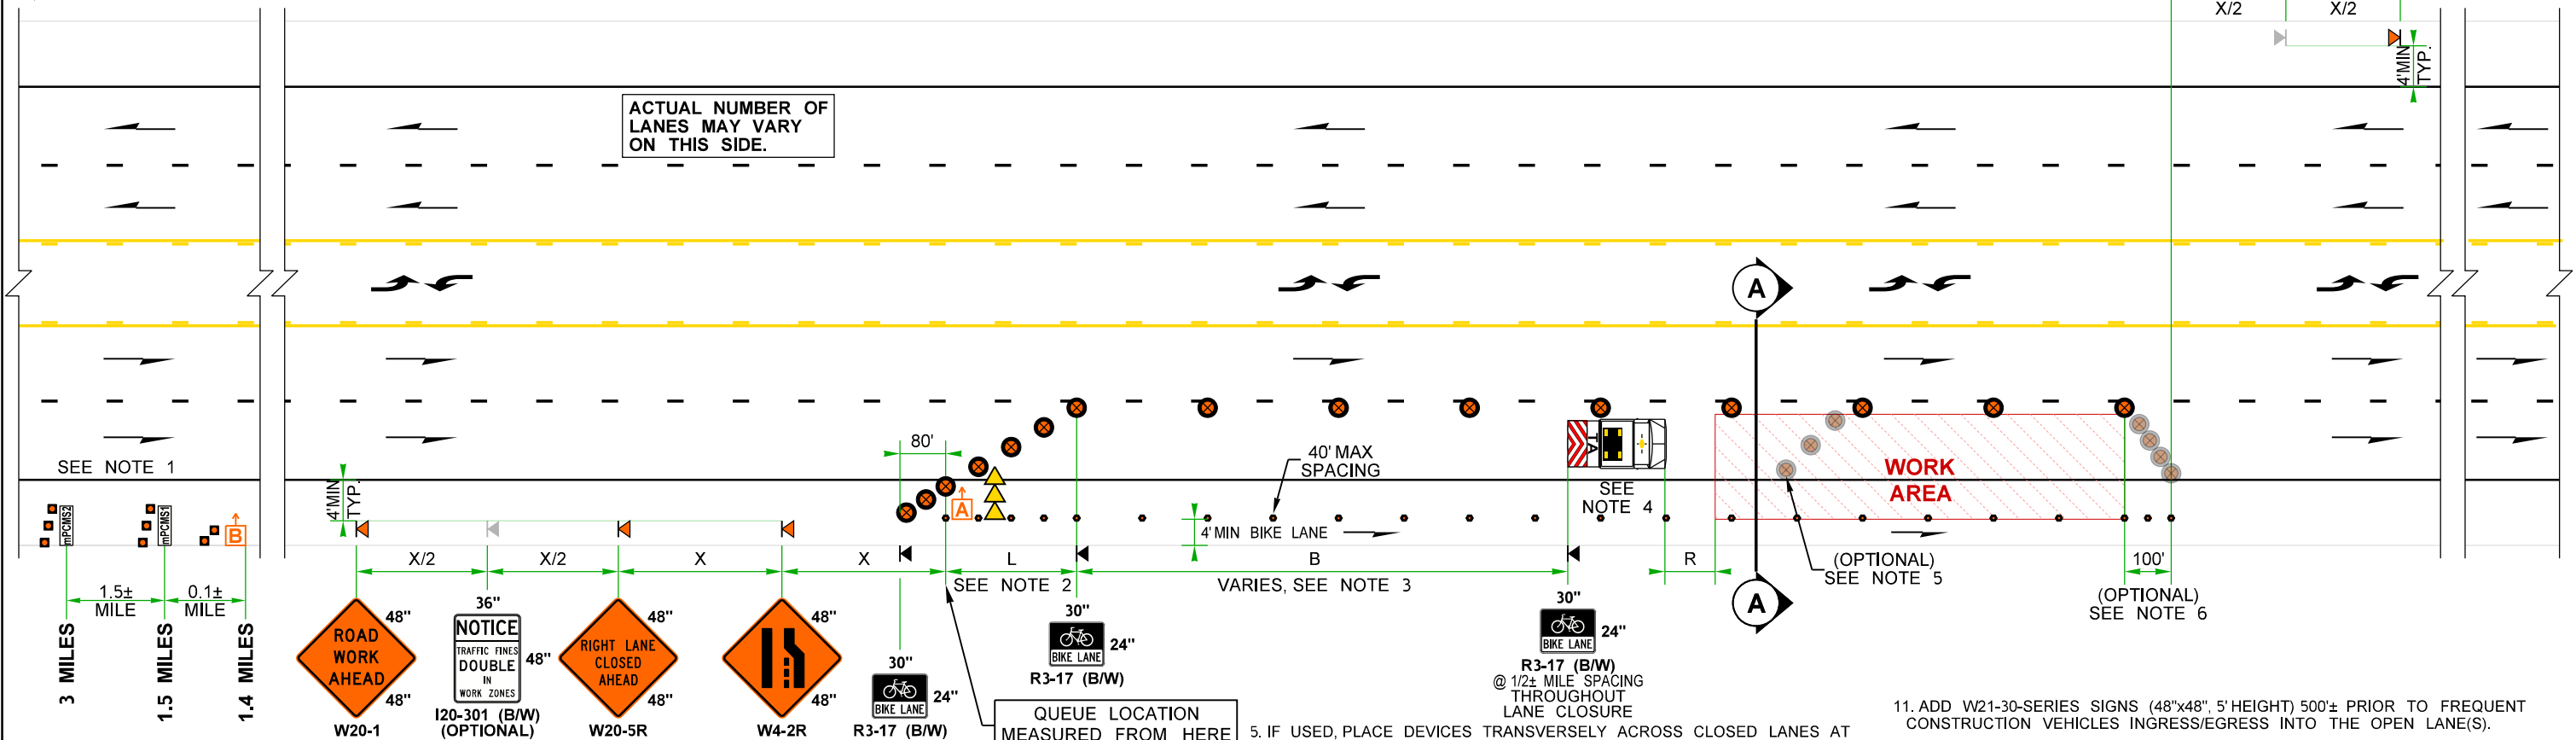 X/2
X/2
4'MIN
TYP.
ACTUAL NUMBER OF
LANES MAY VARY
ON THIS SIDE.
A
SEE NOTE 1
mPCMS2
mPCMS1
B
4'MIN
TYP.
80'
A
40' MAX
SPACING
4' MIN BIKE LANE
SEE
NOTE 4
WORK
AREA
1.5±
MILE
0.1±
MILE
3 MILES
1.5 MILES
1.4 MILES
X/2
X/2
X
X
L
SEE NOTE 2
B
VARIES, SEE NOTE 3
R
(OPTIONAL)
SEE NOTE 5
A
100'
(OPTIONAL)
SEE NOTE 6
ROAD
WORK
AHEAD
48"
48"
W20-1
36"
NOTICE
TRAFFIC FINES
DOUBLE
IN
WORK ZONES
48"
I20-301 (B/W)
(OPTIONAL)
RIGHT LANE
CLOSED
AHEAD
48"
48"
W20-5R
48"
48"
W4-2R
30"
BIKE LANE
24"
R3-17 (B/W)
30"
BIKE LANE
24"
R3-17 (B/W)
30"
BIKE LANE
24"
R3-17 (B/W)
@ 1/2± MILE SPACING
THROUGHOUT
LANE CLOSURE
QUEUE LOCATION
MEASURED FROM HERE
5. IF USED, PLACE DEVICES TRANSVERSELY ACROSS CLOSED LANES AT
11. ADD W21-30-SERIES SIGNS (48"x48", 5' HEIGHT) 500'± PRIOR TO FREQUENT
CONSTRUCTION VEHICLES INGRESS/EGRESS INTO THE OPEN LANE(S).